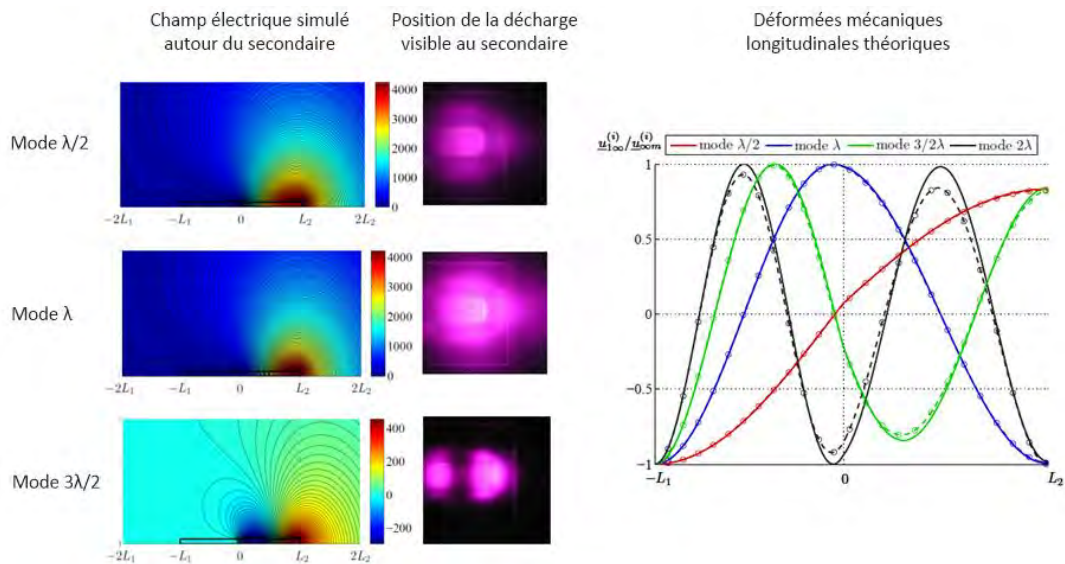 Champ électrique simulé
autour du secondaire
Position de la décharge
visible au secondaire
Déformées mécaniques
longitudinales théoriques
Mode λ/2
4000
3000
2000
1000
0
−2L₁ −L₁ 0 L₂ 2L₂
Mode λ
4000
3000
2000
1000
0
−2L₁ −L₁ 0 L₂ 2L₂
Mode 3λ/2
400
200
0
−200
−2L₁ −L₁ 0 L₂ 2L₂
u₁∞⁽ⁱ⁾/u∞m⁽ⁱ⁾
mode λ/2 mode λ mode 3/2λ mode 2λ
1
0.5
0
−0.5
−1
−L₁ 0 L₂